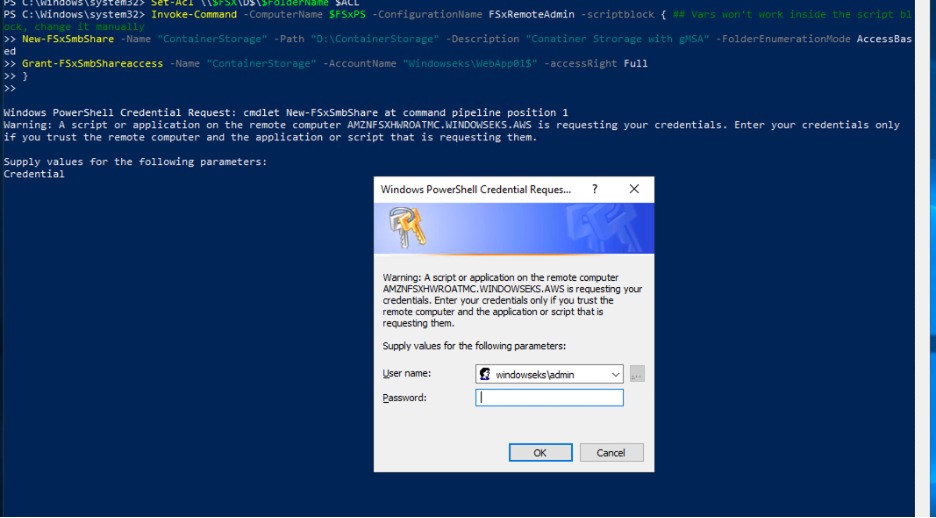 PS C:\Windows\system32> Set-Acl \\$FSX\D$\$FolderName $ACL
PS C:\Windows\system32> Invoke-Command -ComputerName $FSxPS -ConfigurationName FSxRemoteAdmin -scriptblock { ## Vars won't work inside the script bl
ock, change it manually
>> New-FSxSmbShare -Name "ContainerStorage" -Path "D:\ContainerStorage" -Description "Conatiner Strorage with gMSA" -FolderEnumerationMode AccessBas
ed
>> Grant-FSxSmbShareaccess -Name "ContainerStorage" -AccountName "Windowseks\WebApp01$" -accessRight Full
>> }
>>
Windows PowerShell Credential Request: cmdlet New-FSxSmbShare at command pipeline position 1
Warning: A script or application on the remote computer AMZNFSXHWROATMC.WINDOWSEKS.AWS is requesting your credentials. Enter your credentials only
if you trust the remote computer and the application or script that is requesting them.
Supply values for the following parameters:
Credential
Windows PowerShell Credential Reques... ?
Warning: A script or application on the remote computer
AMZNFSXHWROATMC.WINDOWSEKS.AWS is requesting your
credentials. Enter your credentials only if you trust the
remote computer and the application or script that is
requesting them.
Supply values for the following parameters:
User name: windowseks\admin ...
Password:
OK Cancel